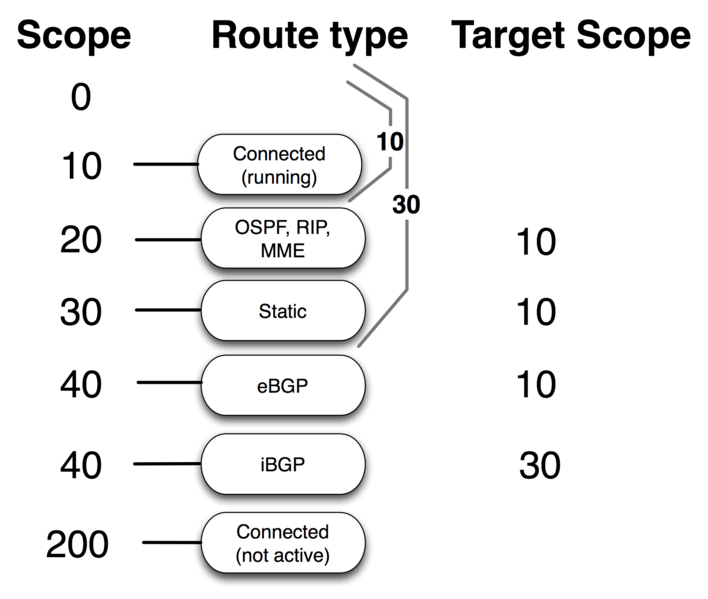 Scope Route type Target Scope
0
10 Connected
(running)
10
30
20 OSPF, RIP,
MME
10
30 Static 10
40 eBGP 10
40 iBGP 30
200 Connected
(not active)